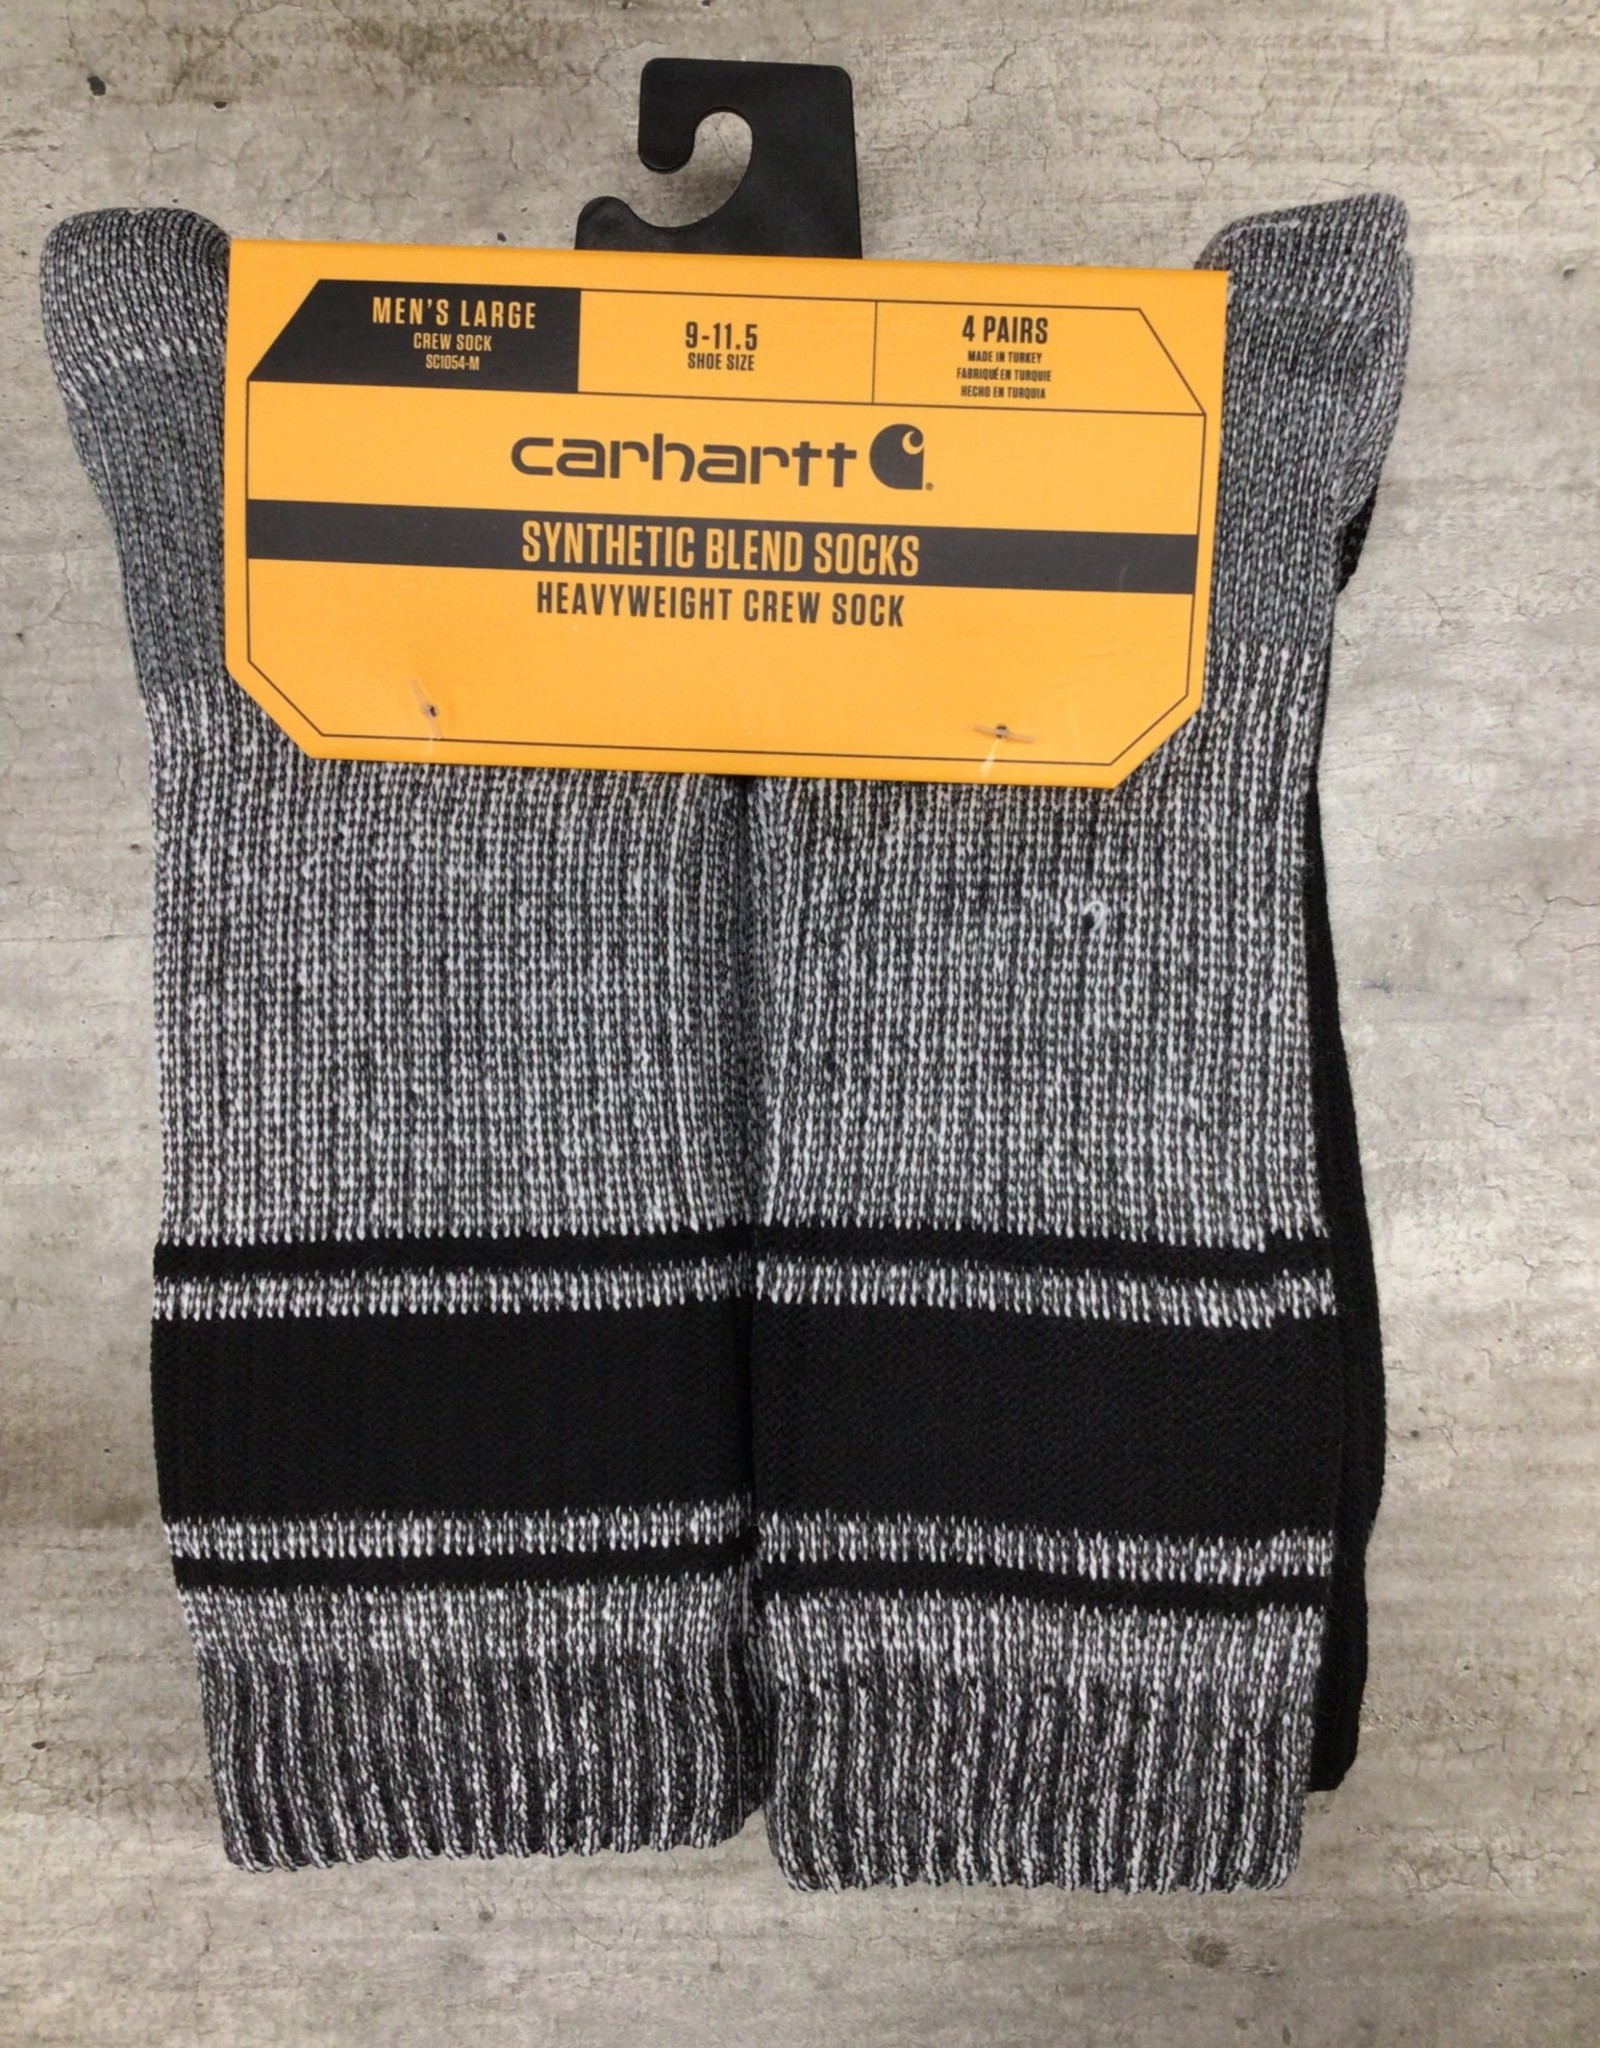 MEN'S LARGE
CREW SOCK
SC1054-M
9-11.5
SHOE SIZE
4 PAIRS
MADE IN TURKEY
FABRIQUÉ EN TURQUIE
HECHO EN TURQUIA
carhartt
SYNTHETIC BLEND SOCKS
HEAVYWEIGHT CREW SOCK